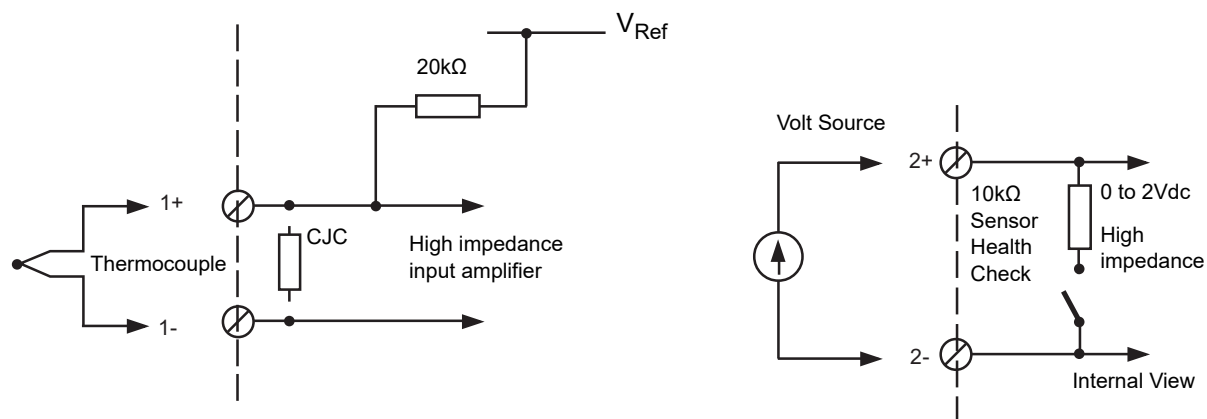 V Ref
20kΩ
1+
CJC
High impedance
input amplifier
Thermocouple
1-
Volt Source
2+
10kΩ
Sensor
Health
Check
0 to 2Vdc
High
impedance
2-
Internal View